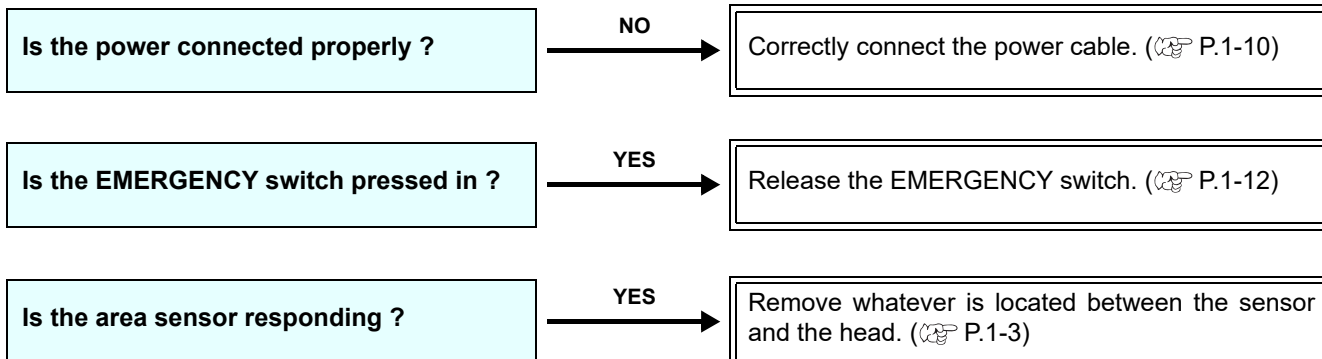 Is the power connected properly ?
NO
Correctly connect the power cable. ( P.1-10)
Is the EMERGENCY switch pressed in ?
YES
Release the EMERGENCY switch. ( P.1-12)
Is the area sensor responding ?
YES
Remove whatever is located between the sensor
and the head. ( P.1-3)